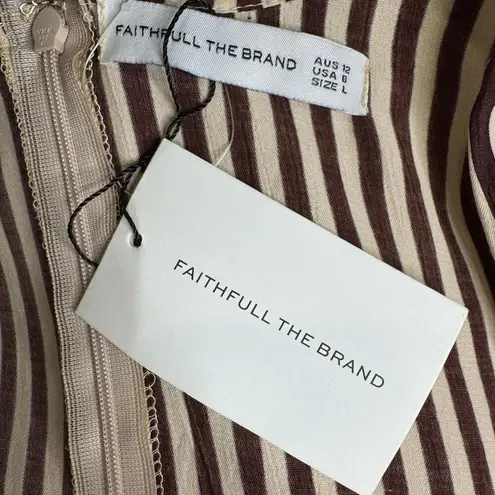 FAITHFULL THE BRAND
AUS 12
USA 8
SIZE L
FAITHFULL THE BRAND